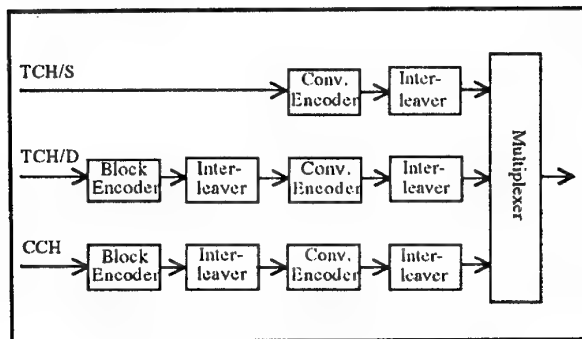 TCH/S
Conv.
Encoder
Inter-
leaver
TCH/D
Block
Encoder
Inter-
leaver
Conv.
Encoder
Inter-
leaver
CCH
Block
Encoder
Inter-
leaver
Conv.
Encoder
Inter-
leaver
Multiplexer